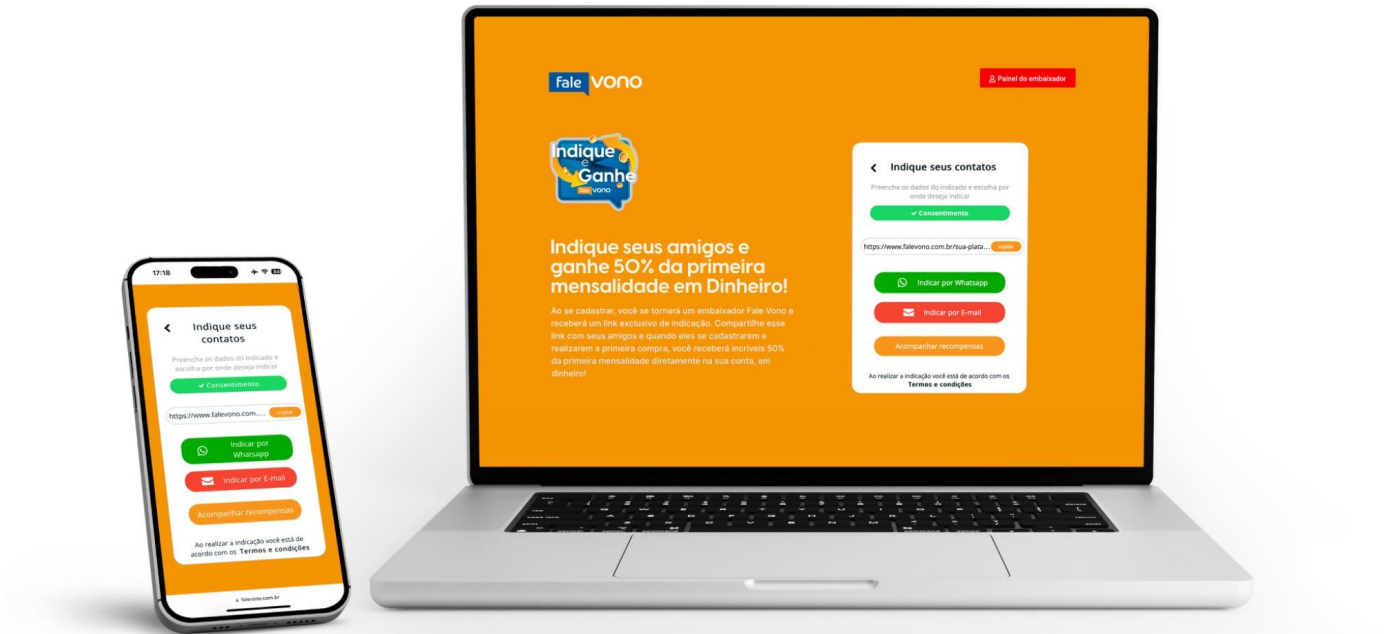 17:18
Indique seus
contatos
Preencha os dados do indicado e
escolha por onde deseja indicar
✓ Consentimento
https://www.falevono.com.... copiar
Indicar por
Whatsapp
Indicar por E-mail
Acompanhar recompensas
Ao realizar a indicação você está de
acordo com os Termos e condições
falevono.com.br
fale vono
Painel do embaixador
Indique
e
Ganhe
fale vono
Indique seus amigos e
ganhe 50% da primeira
mensalidade em Dinheiro!
Ao se cadastrar, você se tornará um embaixador Fale Vono e
receberá um link exclusivo de indicação. Compartilhe esse
link com seus amigos e quando eles se cadastrarem e
realizarem a primeira compra, você receberá incríveis 50%
da primeira mensalidade diretamente na sua conta, em
dinheiro!
Indique seus contatos
Preencha os dados do indicado e escolha por
onde deseja indicar
✓ Consentimento
https://www.falevono.com.br/sua-plata... copiar
Indicar por Whatsapp
Indicar por E-mail
Acompanhar recompensas
Ao realizar a indicação você está de acordo com os
Termos e condições